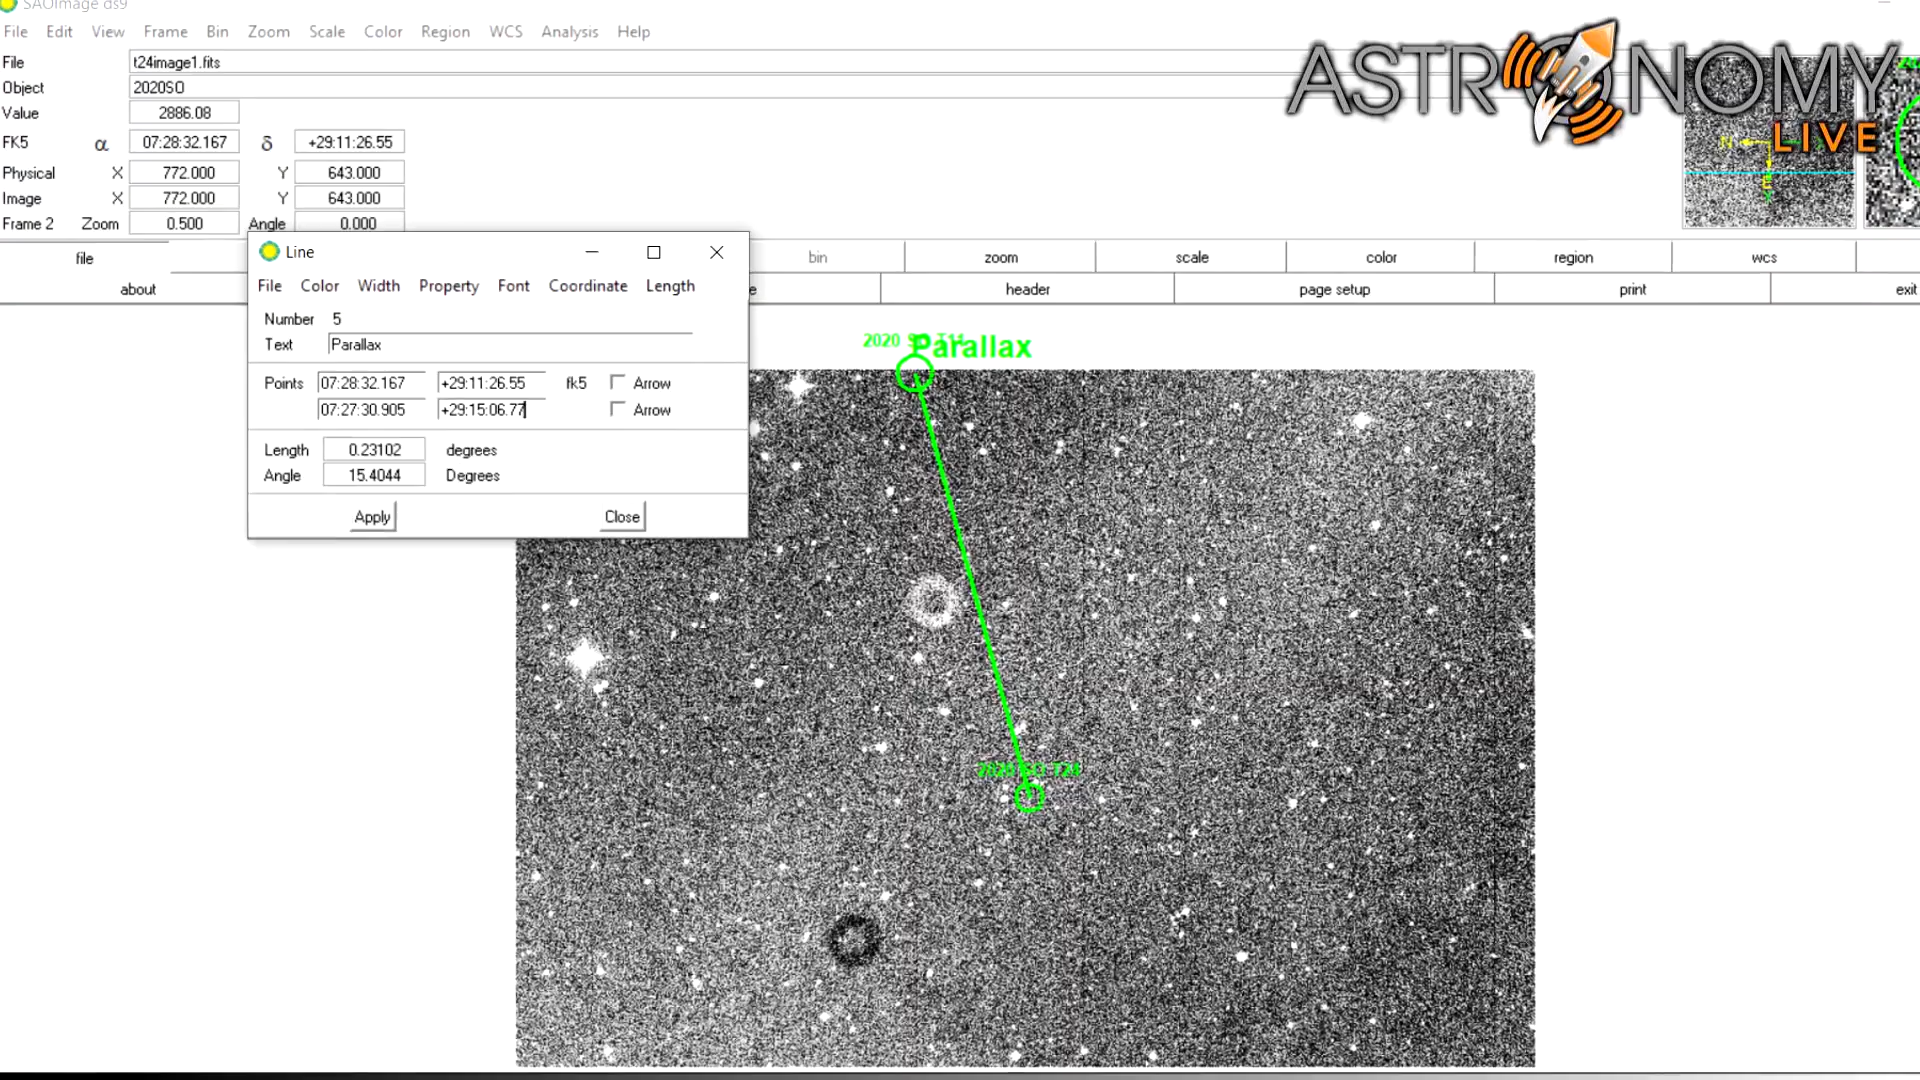 SAOImage ds9
File Edit View Frame Bin Zoom Scale Color Region WCS Analysis Help
File t24image1.fits
Object 2020SO
Value 2886.08
FK5 α 07:28:32.167 δ +29:11:26.55
Physical X 772.000 Y 643.000
Image X 772.000 Y 643.000
Frame 2 Zoom 0.500 Angle 0.000
ASTRONOMY
LIVE
N
file bin zoom scale color region wcs
about header page setup print exit
Line
File Color Width Property Font Coordinate Length
Number 5
Text Parallax
Points 07:28:32.167 +29:11:26.55 fk5 Arrow
07:27:30.905 +29:15:06.77 Arrow
Length 0.23102 degrees
Angle 15.4044 Degrees
Apply Close
2020 Parallax
2020 SO T24